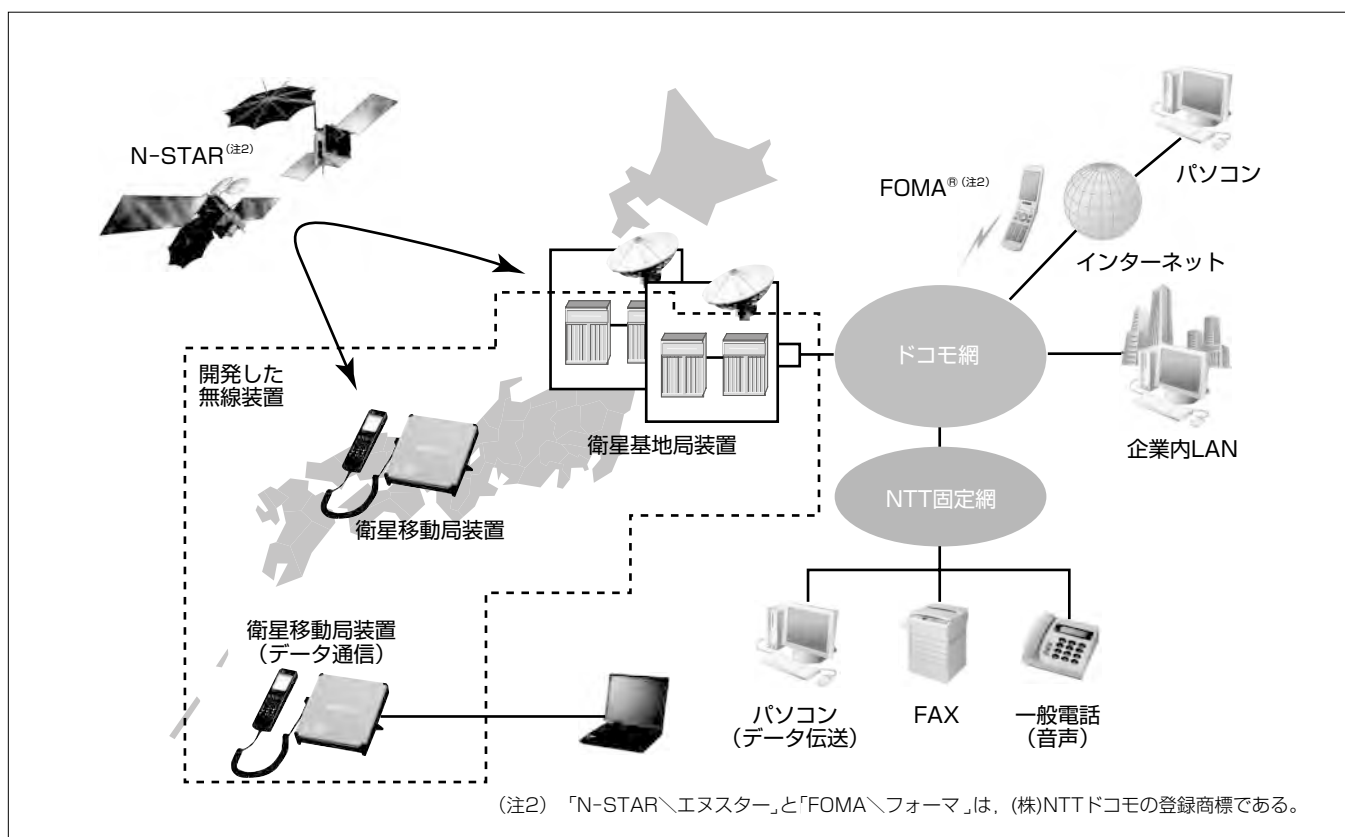 N-STAR(注2)
FOMA®(注2)
パソコン
インターネット
ドコモ網
企業内LAN
開発した
無線装置
衛星基地局装置
衛星移動局装置
NTT固定網
衛星移動局装置
(データ通信)
パソコン
(データ伝送)
FAX
一般電話
(音声)
(注2) 「N-STAR\エヌスター」と「FOMA\フォーマ」は,(株)NTTドコモの登録商標である。